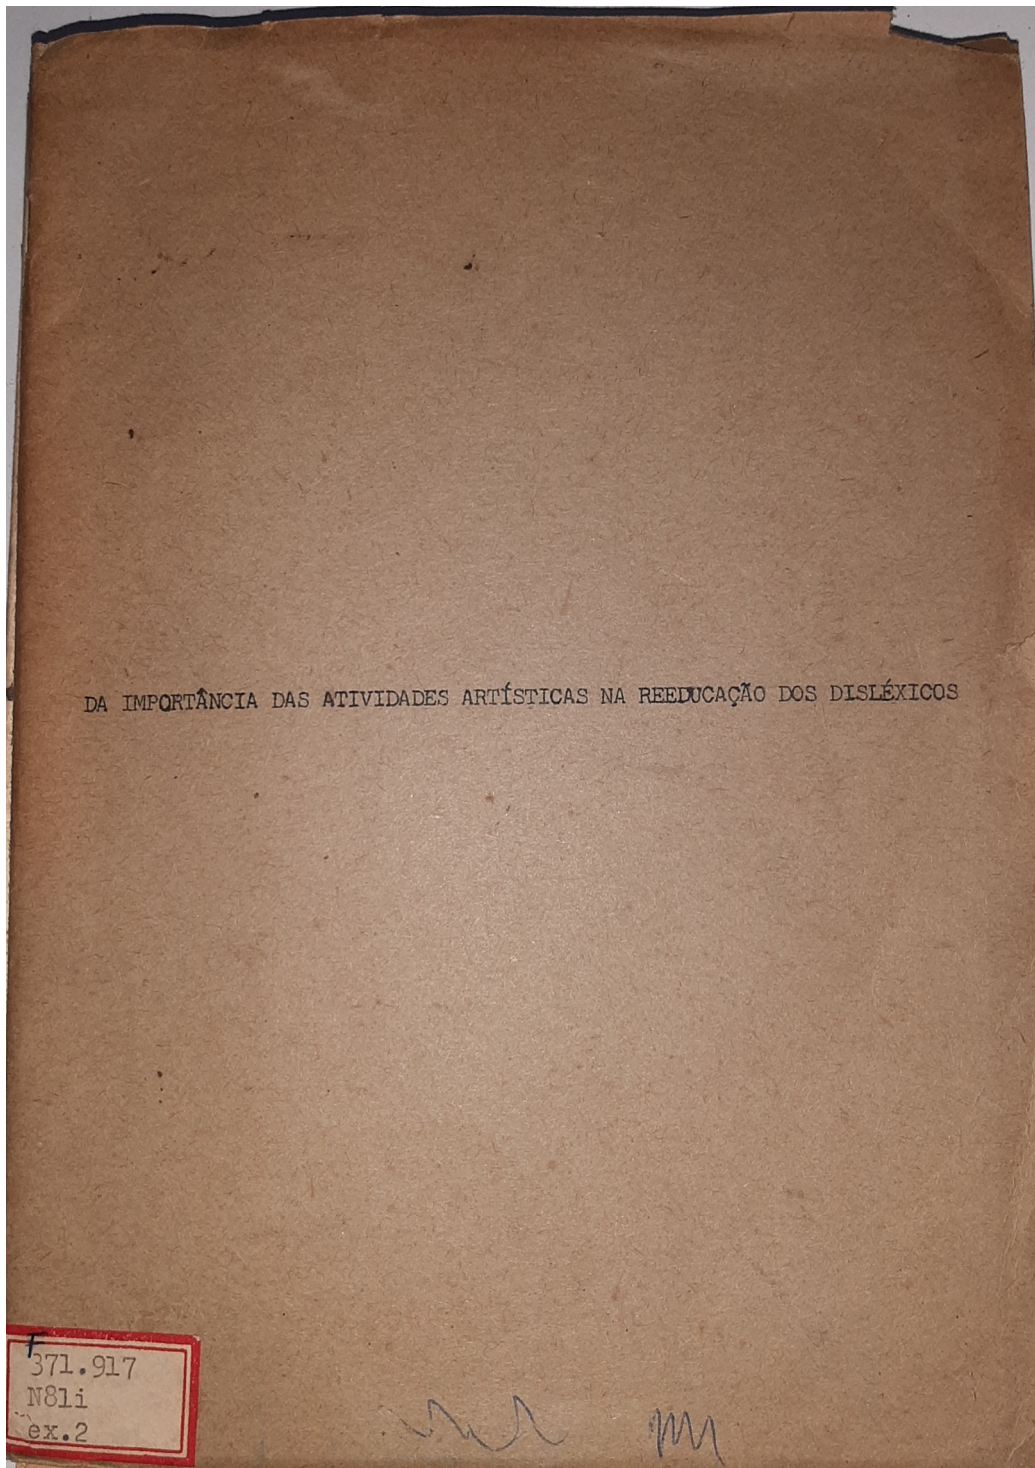 DA IMPORTÂNCIA DAS ATIVIDADES ARTÍSTICAS NA REEDUCAÇÃO DOS DISLÉXICOS
F
371.917
N81i
ex.2